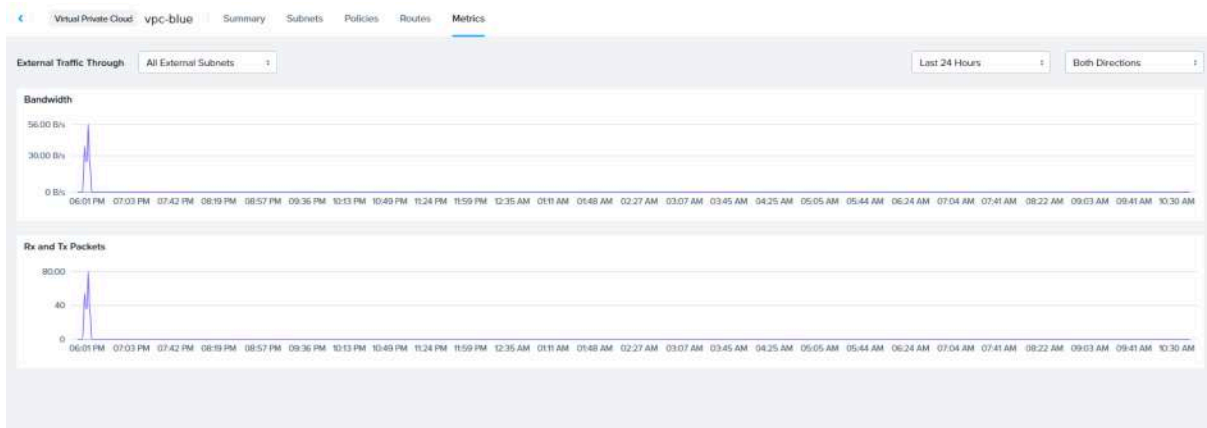 Virtual Private Cloud vpc-blue Summary Subnets Policies Routes Metrics
External Traffic Through All External Subnets Last 24 Hours Both Directions
Bandwidth
56.00 B/s
30.00 B/s
0 B/s
06:01 PM 07:03 PM 07:42 PM 08:19 PM 08:57 PM 09:36 PM 10:13 PM 10:49 PM 11:24 PM 11:59 PM 12:35 AM 01:11 AM 01:48 AM 02:27 AM 03:07 AM 03:45 AM 04:25 AM 05:05 AM 05:44 AM 06:24 AM 07:04 AM 07:41 AM 08:22 AM 09:03 AM 09:41 AM 10:30 AM
Rx and Tx Packets
80.00
40
0
06:01 PM 07:03 PM 07:42 PM 08:19 PM 08:57 PM 09:36 PM 10:13 PM 10:49 PM 11:24 PM 11:59 PM 12:35 AM 01:11 AM 01:48 AM 02:27 AM 03:07 AM 03:45 AM 04:25 AM 05:05 AM 05:44 AM 06:24 AM 07:04 AM 07:41 AM 08:22 AM 09:03 AM 09:41 AM 10:30 AM